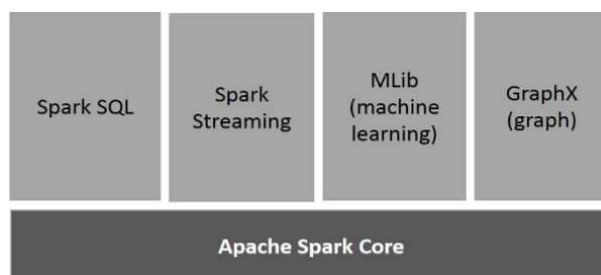 Spark SQL
Spark
Streaming
MLib
(machine
learning)
GraphX
(graph)
Apache Spark Core